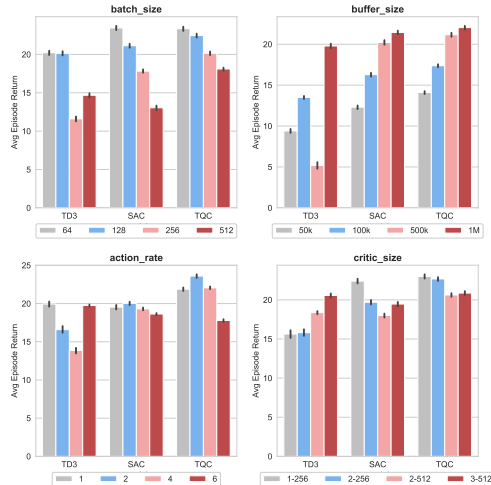 batch_size
Avg Episode Return
20
15
10
5
0
TD3 SAC TQC
64 128 256 512
buffer_size
Avg Episode Return
20
15
10
5
0
TD3 SAC TQC
50k 100k 500k 1M
action_rate
Avg Episode Return
25
20
15
10
5
0
TD3 SAC TQC
1 2 4 6
critic_size
Avg Episode Return
20
15
10
5
0
TD3 SAC TQC
1-256 2-256 2-512 3-512